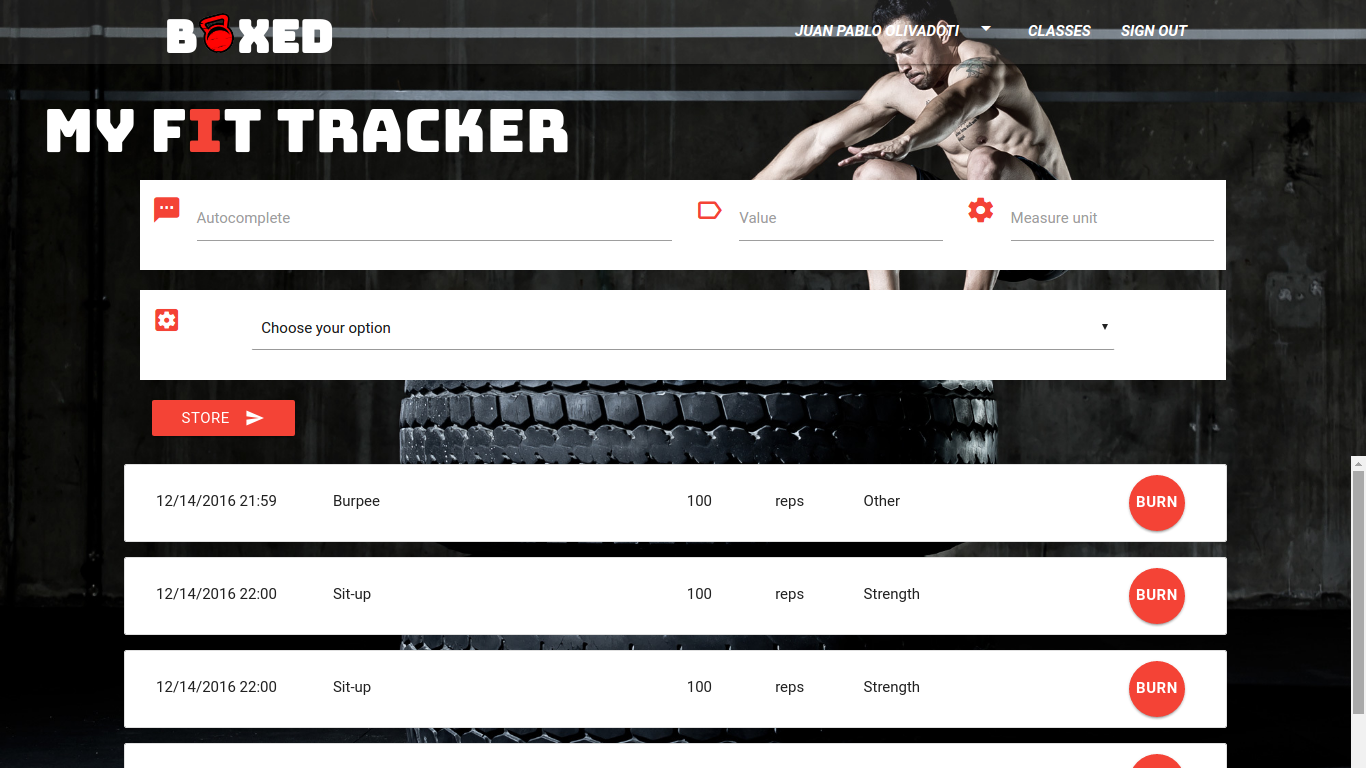 BOXED
JUAN PABLO OLIVADOTI
CLASSES
SIGN OUT
MY FIT TRACKER
Autocomplete
Value
Measure unit
Choose your option
STORE
12/14/2016 21:59 Burpee 100 reps Other BURN
12/14/2016 22:00 Sit-up 100 reps Strength BURN
12/14/2016 22:00 Sit-up 100 reps Strength BURN